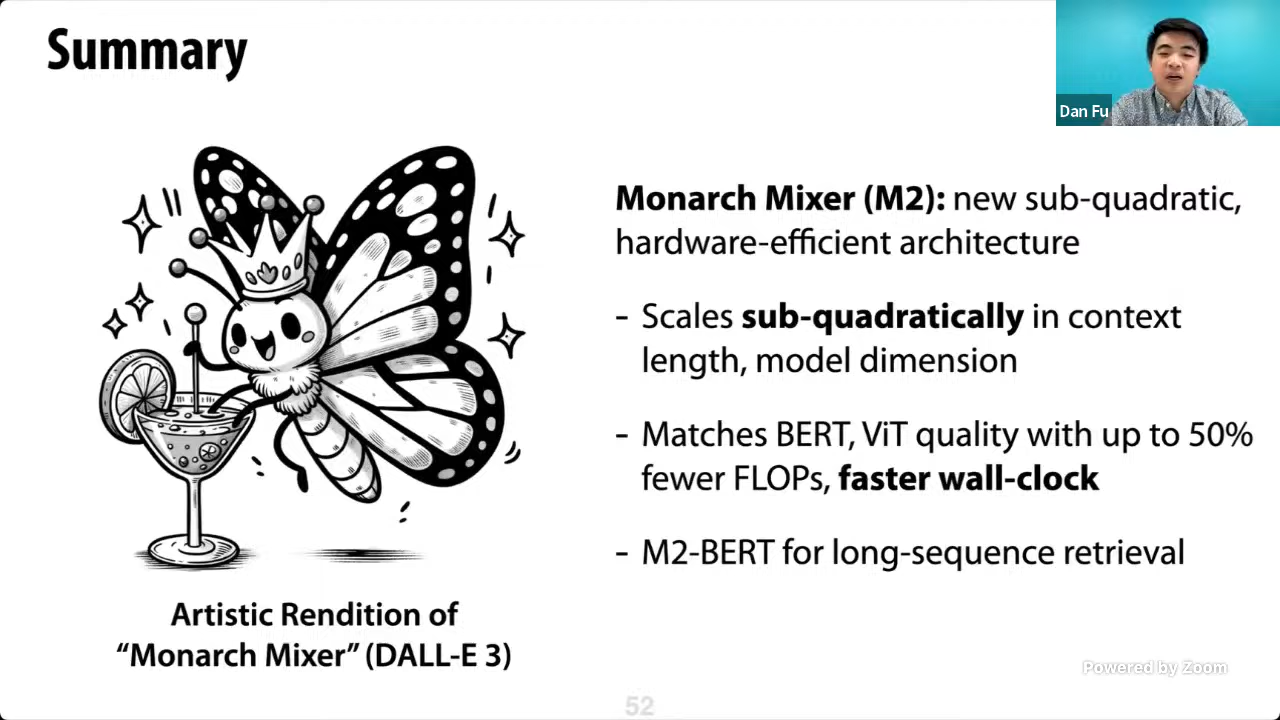 Summary
Dan Fu
Monarch Mixer (M2): new sub-quadratic,
hardware-efficient architecture
- Scales sub-quadratically in context
length, model dimension
- Matches BERT, ViT quality with up to 50%
fewer FLOPs, faster wall-clock
- M2-BERT for long-sequence retrieval
Artistic Rendition of
“Monarch Mixer” (DALL-E 3)
Powered by Zoom
52